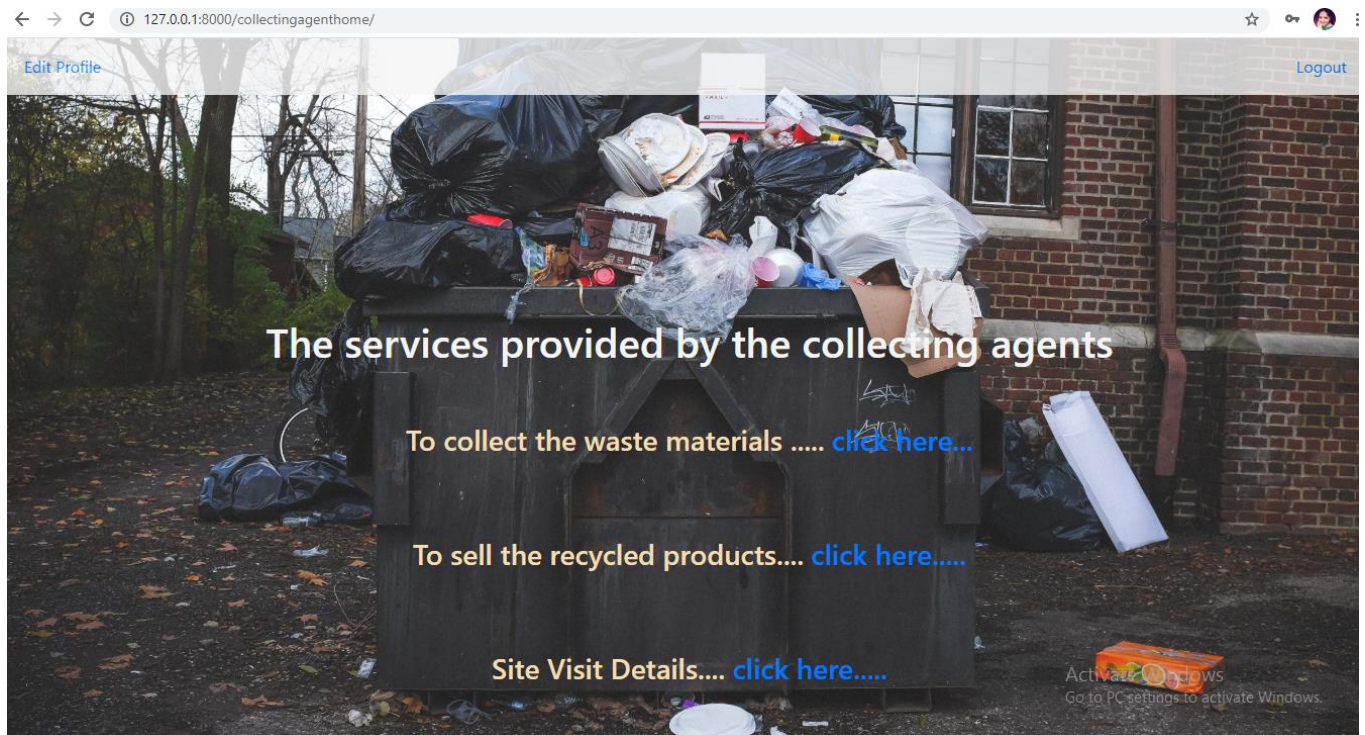 127.0.0.1:8000/collectingagenthome/
Edit Profile
Logout
The services provided by the collecting agents
To collect the waste materials ..... click here...
To sell the recycled products.... click here.....
Site Visit Details.... click here.....
Activate Windows
Go to PC settings to activate Windows.